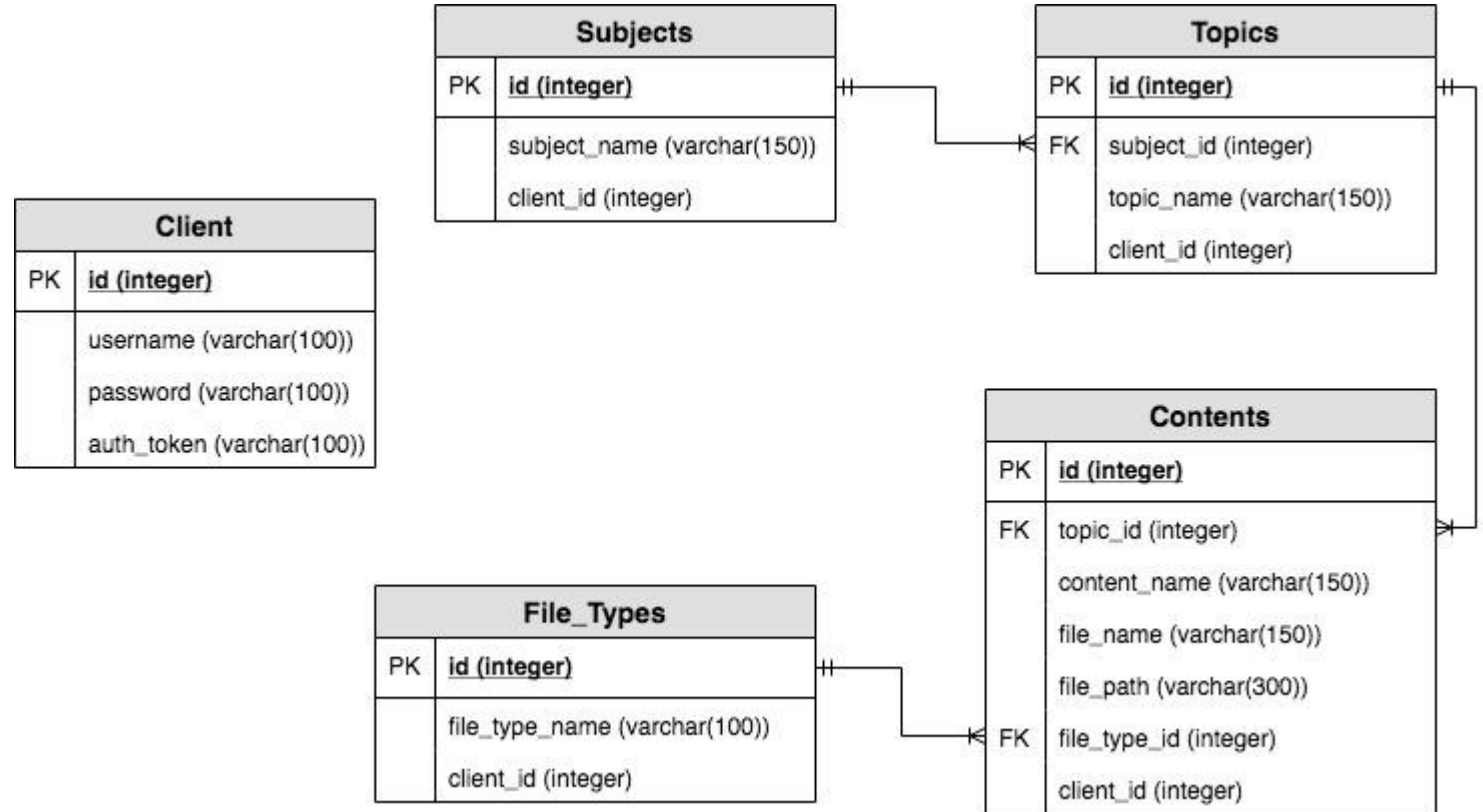 Subjects
PK id (integer)
subject_name (varchar(150))
client_id (integer)
Topics
PK id (integer)
FK subject_id (integer)
topic_name (varchar(150))
client_id (integer)
Client
PK id (integer)
username (varchar(100))
password (varchar(100))
auth_token (varchar(100))
Contents
PK id (integer)
FK topic_id (integer)
content_name (varchar(150))
file_name (varchar(150))
file_path (varchar(300))
FK file_type_id (integer)
client_id (integer)
File_Types
PK id (integer)
file_type_name (varchar(100))
client_id (integer)